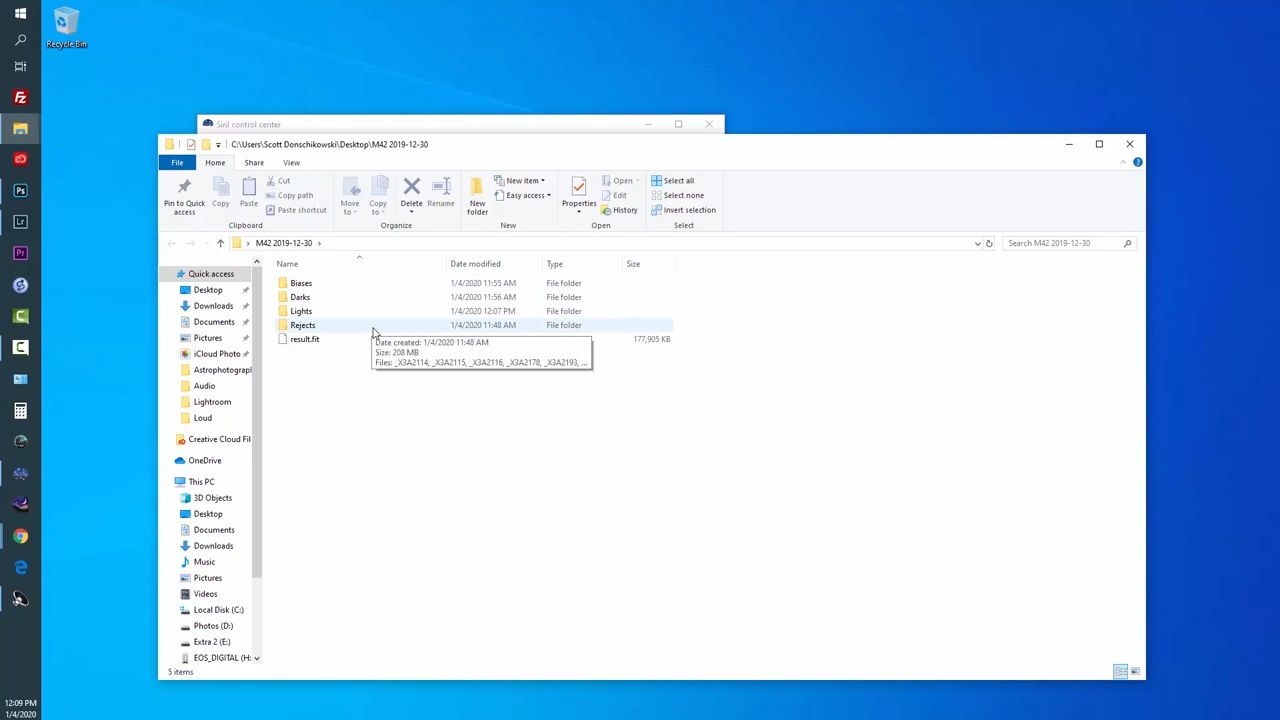 Recycle Bin
Siril control center
C:\Users\Scott Donschikowski\Desktop\M42 2019-12-30
File Home Share View
Pin to Quick access
Copy
Paste
Cut
Copy path
Paste shortcut
Clipboard
Move to
Copy to
Delete
Rename
Organize
New folder
New item
Easy access
New
Properties
Open
Edit
History
Open
Select all
Select none
Invert selection
Select
M42 2019-12-30
Search M42 2019-12-30
Name Date modified Type Size
Biases 1/4/2020 11:55 AM File folder
Darks 1/4/2020 11:56 AM File folder
Lights 1/4/2020 12:07 PM File folder
Rejects 1/4/2020 11:48 AM File folder
result.fit 177,905 KB
Date created: 1/4/2020 11:48 AM
Size: 208 MB
Files: _X3A2114, _X3A2115, _X3A2116, _X3A2178, _X3A2193, ...
Quick access
Desktop
Downloads
Documents
Pictures
iCloud Photo
Astrophotograp
Audio
Lightroom
Loud
Creative Cloud Fil
OneDrive
This PC
3D Objects
Desktop
Documents
Downloads
Music
Pictures
Videos
Local Disk (C:)
Photos (D:)
Extra 2 (E:)
EOS_DIGITAL (H:
5 items
Fz
Ps
Lr
Pr
12:09 PM
1/4/2020